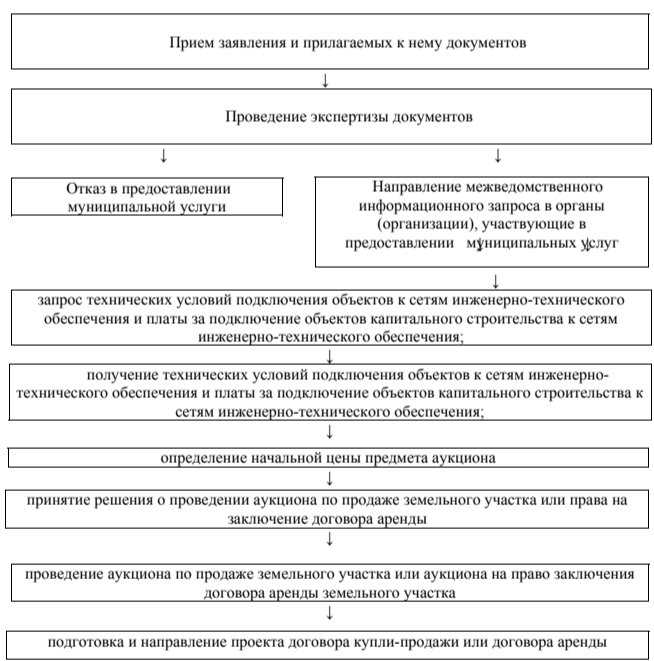 Прием заявления и прилагаемых к нему документов
↓
Проведение экспертизы документов
↓ ↓
Отказ в предоставлении
муниципальной услуги
Направление межведомственного
информационного запроса в органы
(организации), участвующие в
предоставлении муниципальных услуг
↓
запрос технических условий подключения объектов к сетям инженерно-технического
обеспечения и платы за подключение объектов капитального строительства к сетям
инженерно-технического обеспечения;
↓
получение технических условий подключения объектов к сетям инженерно-
технического обеспечения и платы за подключение объектов капитального строительства к
сетям инженерно-технического обеспечения;
↓
определение начальной цены предмета аукциона
↓
принятие решения о проведении аукциона по продаже земельного участка или права на
заключение договора аренды
↓
проведение аукциона по продаже земельного участка или аукциона на право заключения
договора аренды земельного участка
↓
подготовка и направление проекта договора купли-продажи или договора аренды